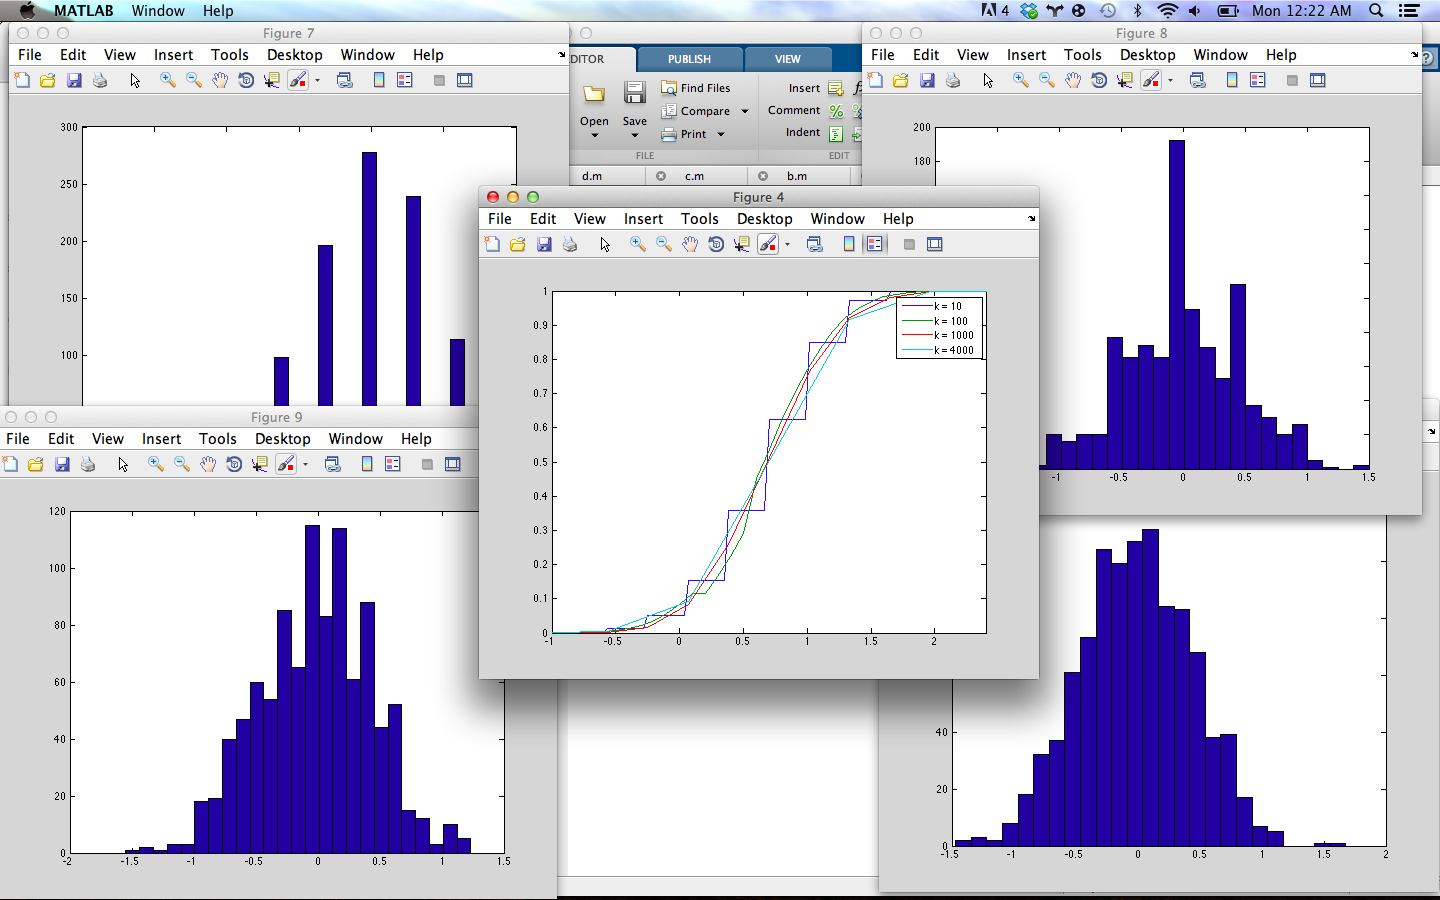 MATLAB Window Help
4 Mon 12:22 AM
Figure 7
File Edit View Insert Tools Desktop Window Help
300
250
200
150
100
EDITOR PUBLISH VIEW
Open
Save
Find Files
Compare
Print
FILE
Insert
Comment
Indent
EDIT
d.m c.m b.m
Figure 8
File Edit View Insert Tools Desktop Window Help
200
180
-1 -0.5 0 0.5 1 1.5
Figure 4
File Edit View Insert Tools Desktop Window Help
1
0.9
0.8
0.7
0.6
0.5
0.4
0.3
0.2
0.1
0
-1 -0.5 0 0.5 1 1.5 2
k = 10
k = 100
k = 1000
k = 4000
Figure 9
File Edit View Insert Tools Desktop Window Help
120
100
80
60
40
20
0
-2 -1.5 -1 -0.5 0 0.5 1 1.5
40
20
0
-1.5 -1 -0.5 0 0.5 1 1.5 2